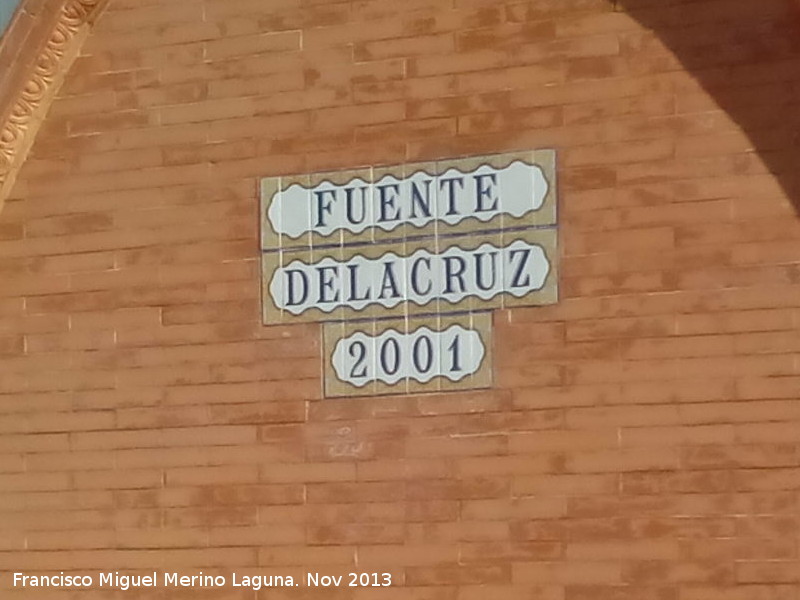 FUENTE
DELACRUZ
2001
Francisco Miguel Merino Laguna. Nov 2013